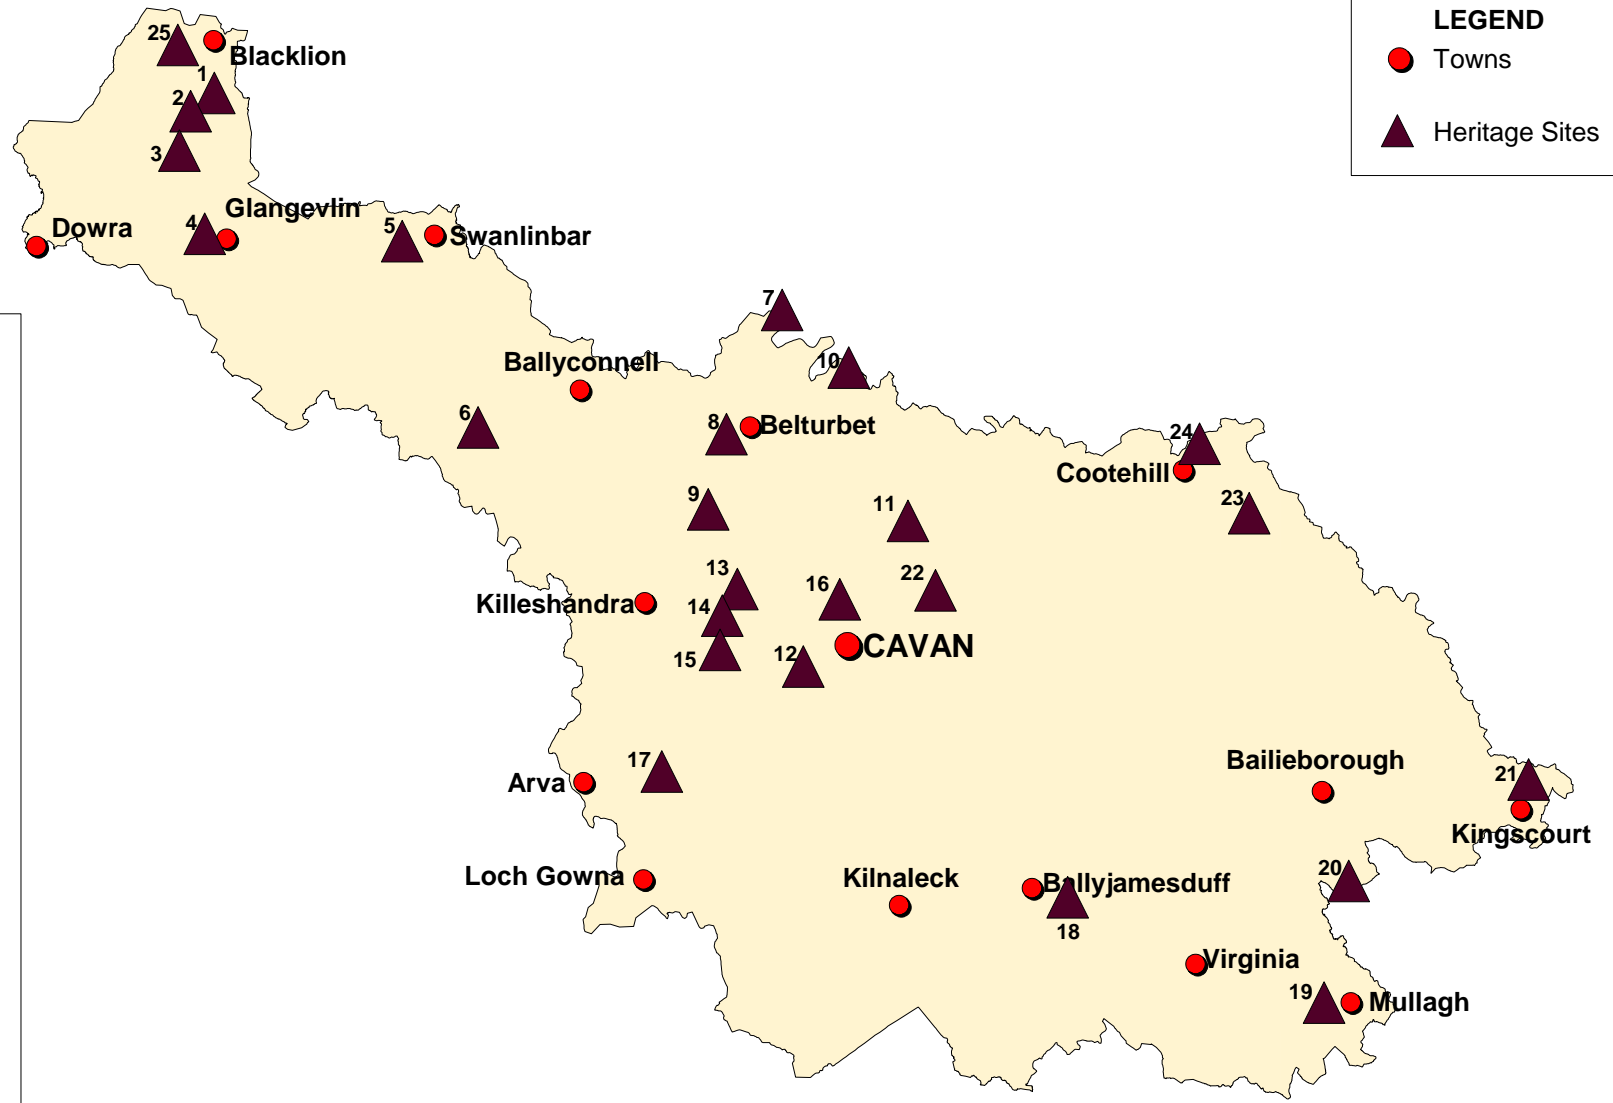 LEGEND
Towns
Heritage Sites
25
Blacklion
1
2
3
Glangevlin
Dowra
4
5
Swanlinbar
7
10
Ballyconnell
6
8
Belturbet
24
Cootehill
9
11
23
13
16
22
Killeshandra
14
CAVAN
15
12
17
Bailieborough
Arva
21
Kingscourt
Loch Gowna
Kilnaleck
Ballyjamesduff
20
18
Virginia
19
Mullagh